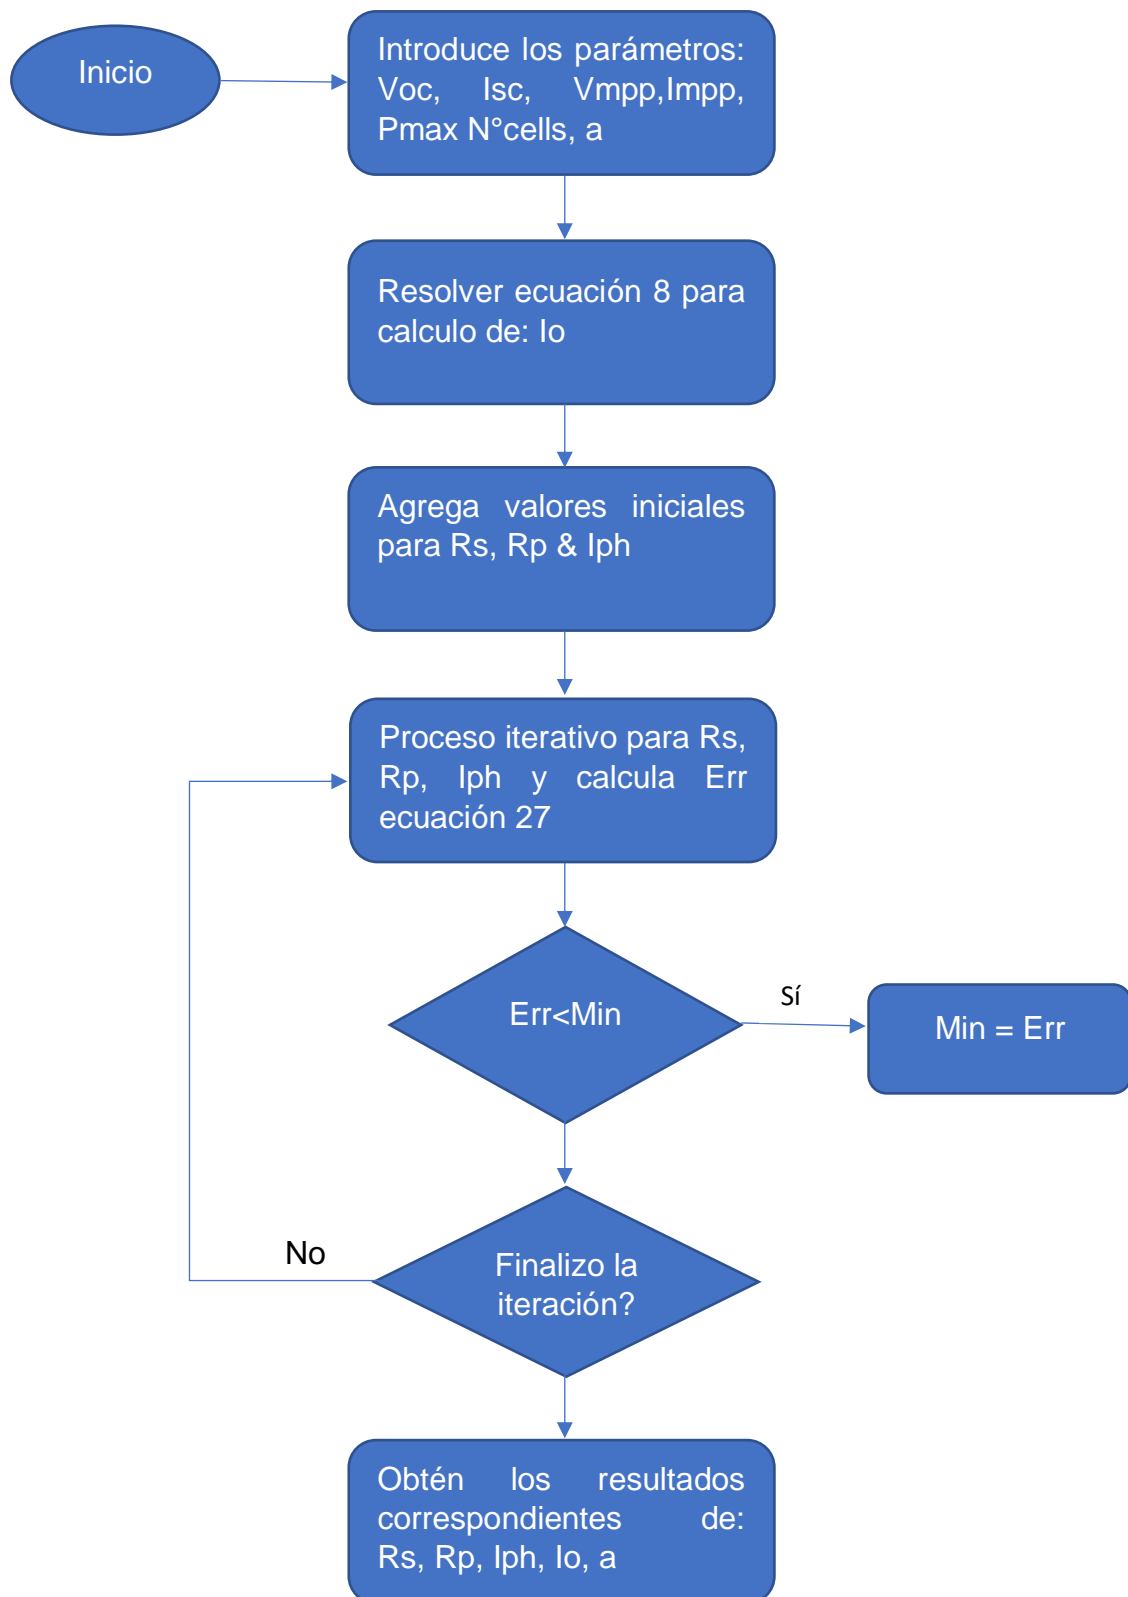 Inicio
Introduce los parámetros:
Voc, Isc, Vmpp,Impp,
Pmax N°cells, a
Resolver ecuación 8 para
calculo de: Io
Agrega valores iniciales
para Rs, Rp & Iph
Proceso iterativo para Rs,
Rp, Iph y calcula Err
ecuación 27
Err<Min
Sí
Min = Err
No
Finalizo la
iteración?
Obtén los resultados
correspondientes de:
Rs, Rp, Iph, Io, a